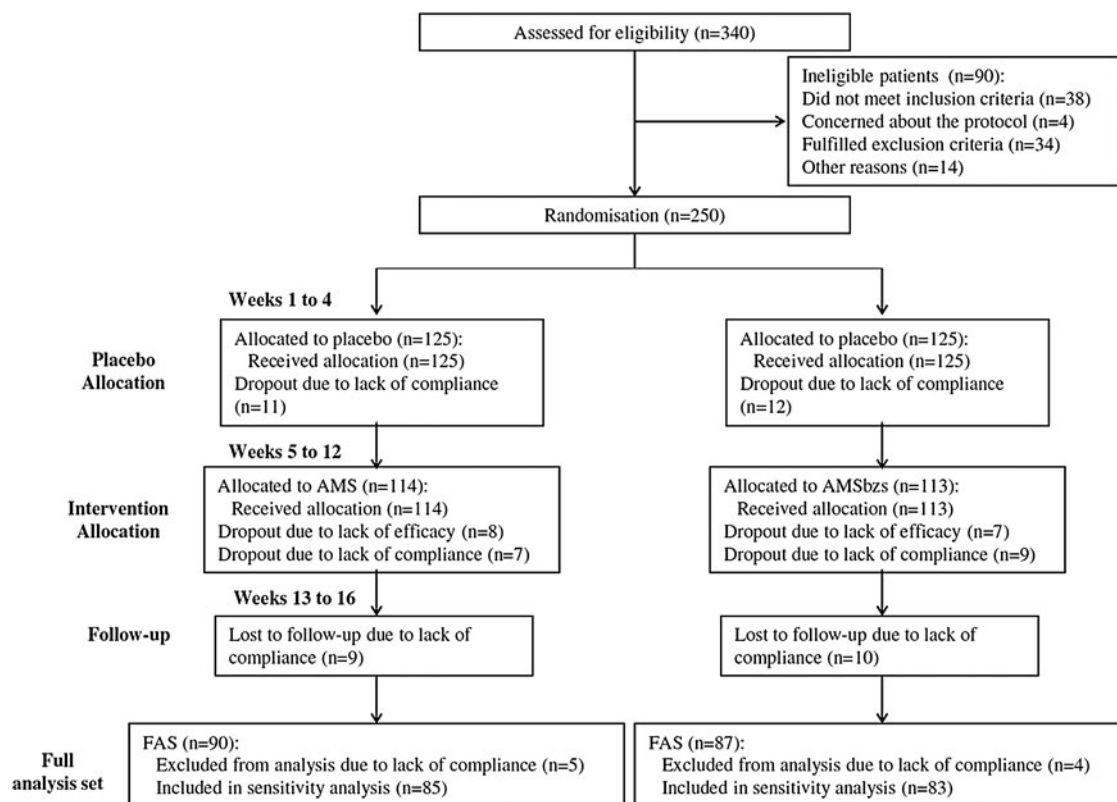 Assessed for eligibility (n=340)
Ineligible patients (n=90):
Did not meet inclusion criteria (n=38)
Concerned about the protocol (n=4)
Fulfilled exclusion criteria (n=34)
Other reasons (n=14)
Randomisation (n=250)
Weeks 1 to 4
Placebo
Allocation
Allocated to placebo (n=125):
Received allocation (n=125)
Dropout due to lack of compliance
(n=11)
Allocated to placebo (n=125):
Received allocation (n=125)
Dropout due to lack of compliance
(n=12)
Weeks 5 to 12
Intervention
Allocation
Allocated to AMS (n=114):
Received allocation (n=114)
Dropout due to lack of efficacy (n=8)
Dropout due to lack of compliance (n=7)
Allocated to AMSbzs (n=113):
Received allocation (n=113)
Dropout due to lack of efficacy (n=7)
Dropout due to lack of compliance (n=9)
Weeks 13 to 16
Follow-up
Lost to follow-up due to lack of
compliance (n=9)
Lost to follow-up due to lack of
compliance (n=10)
Full
analysis set
FAS (n=90):
Excluded from analysis due to lack of compliance (n=5)
Included in sensitivity analysis (n=85)
FAS (n=87):
Excluded from analysis due to lack of compliance (n=4)
Included in sensitivity analysis (n=83)